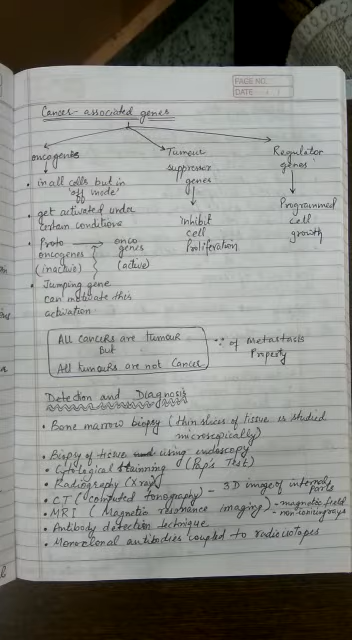 PAGE NO.
DATE
Cancer-associated genes
oncogenes
• in all cells but in
'off mode'
• get activated under
certain conditions
• Proto → onco
oncogenes genes
(inactive) (active)
• Jumping gene
can motivate this
activation
Tumour
suppressor
genes
↓
inhibit
cell
Proliferation
Regulator
genes
↓
Programmed
cell
growth
All cancers are tumour
But
All tumours are not Cancer
∵ of Metastasis
Property
Detection and Diagnosis
• Bone marrow biopsy (thin slices of tissue is studied
microscopically)
• Biopsy of tissue using endoscopy
• Cytological stainning (Pap's Test)
• Radiography (X rays)
• CT (Computed tomography) - 3D image of internal
parts
• MRI (Magnetic resonance imaging) - magnetic field
- non-ionising rays
• Antibody detection technique
• Monoclonal antibodies coupled to radioisotopes